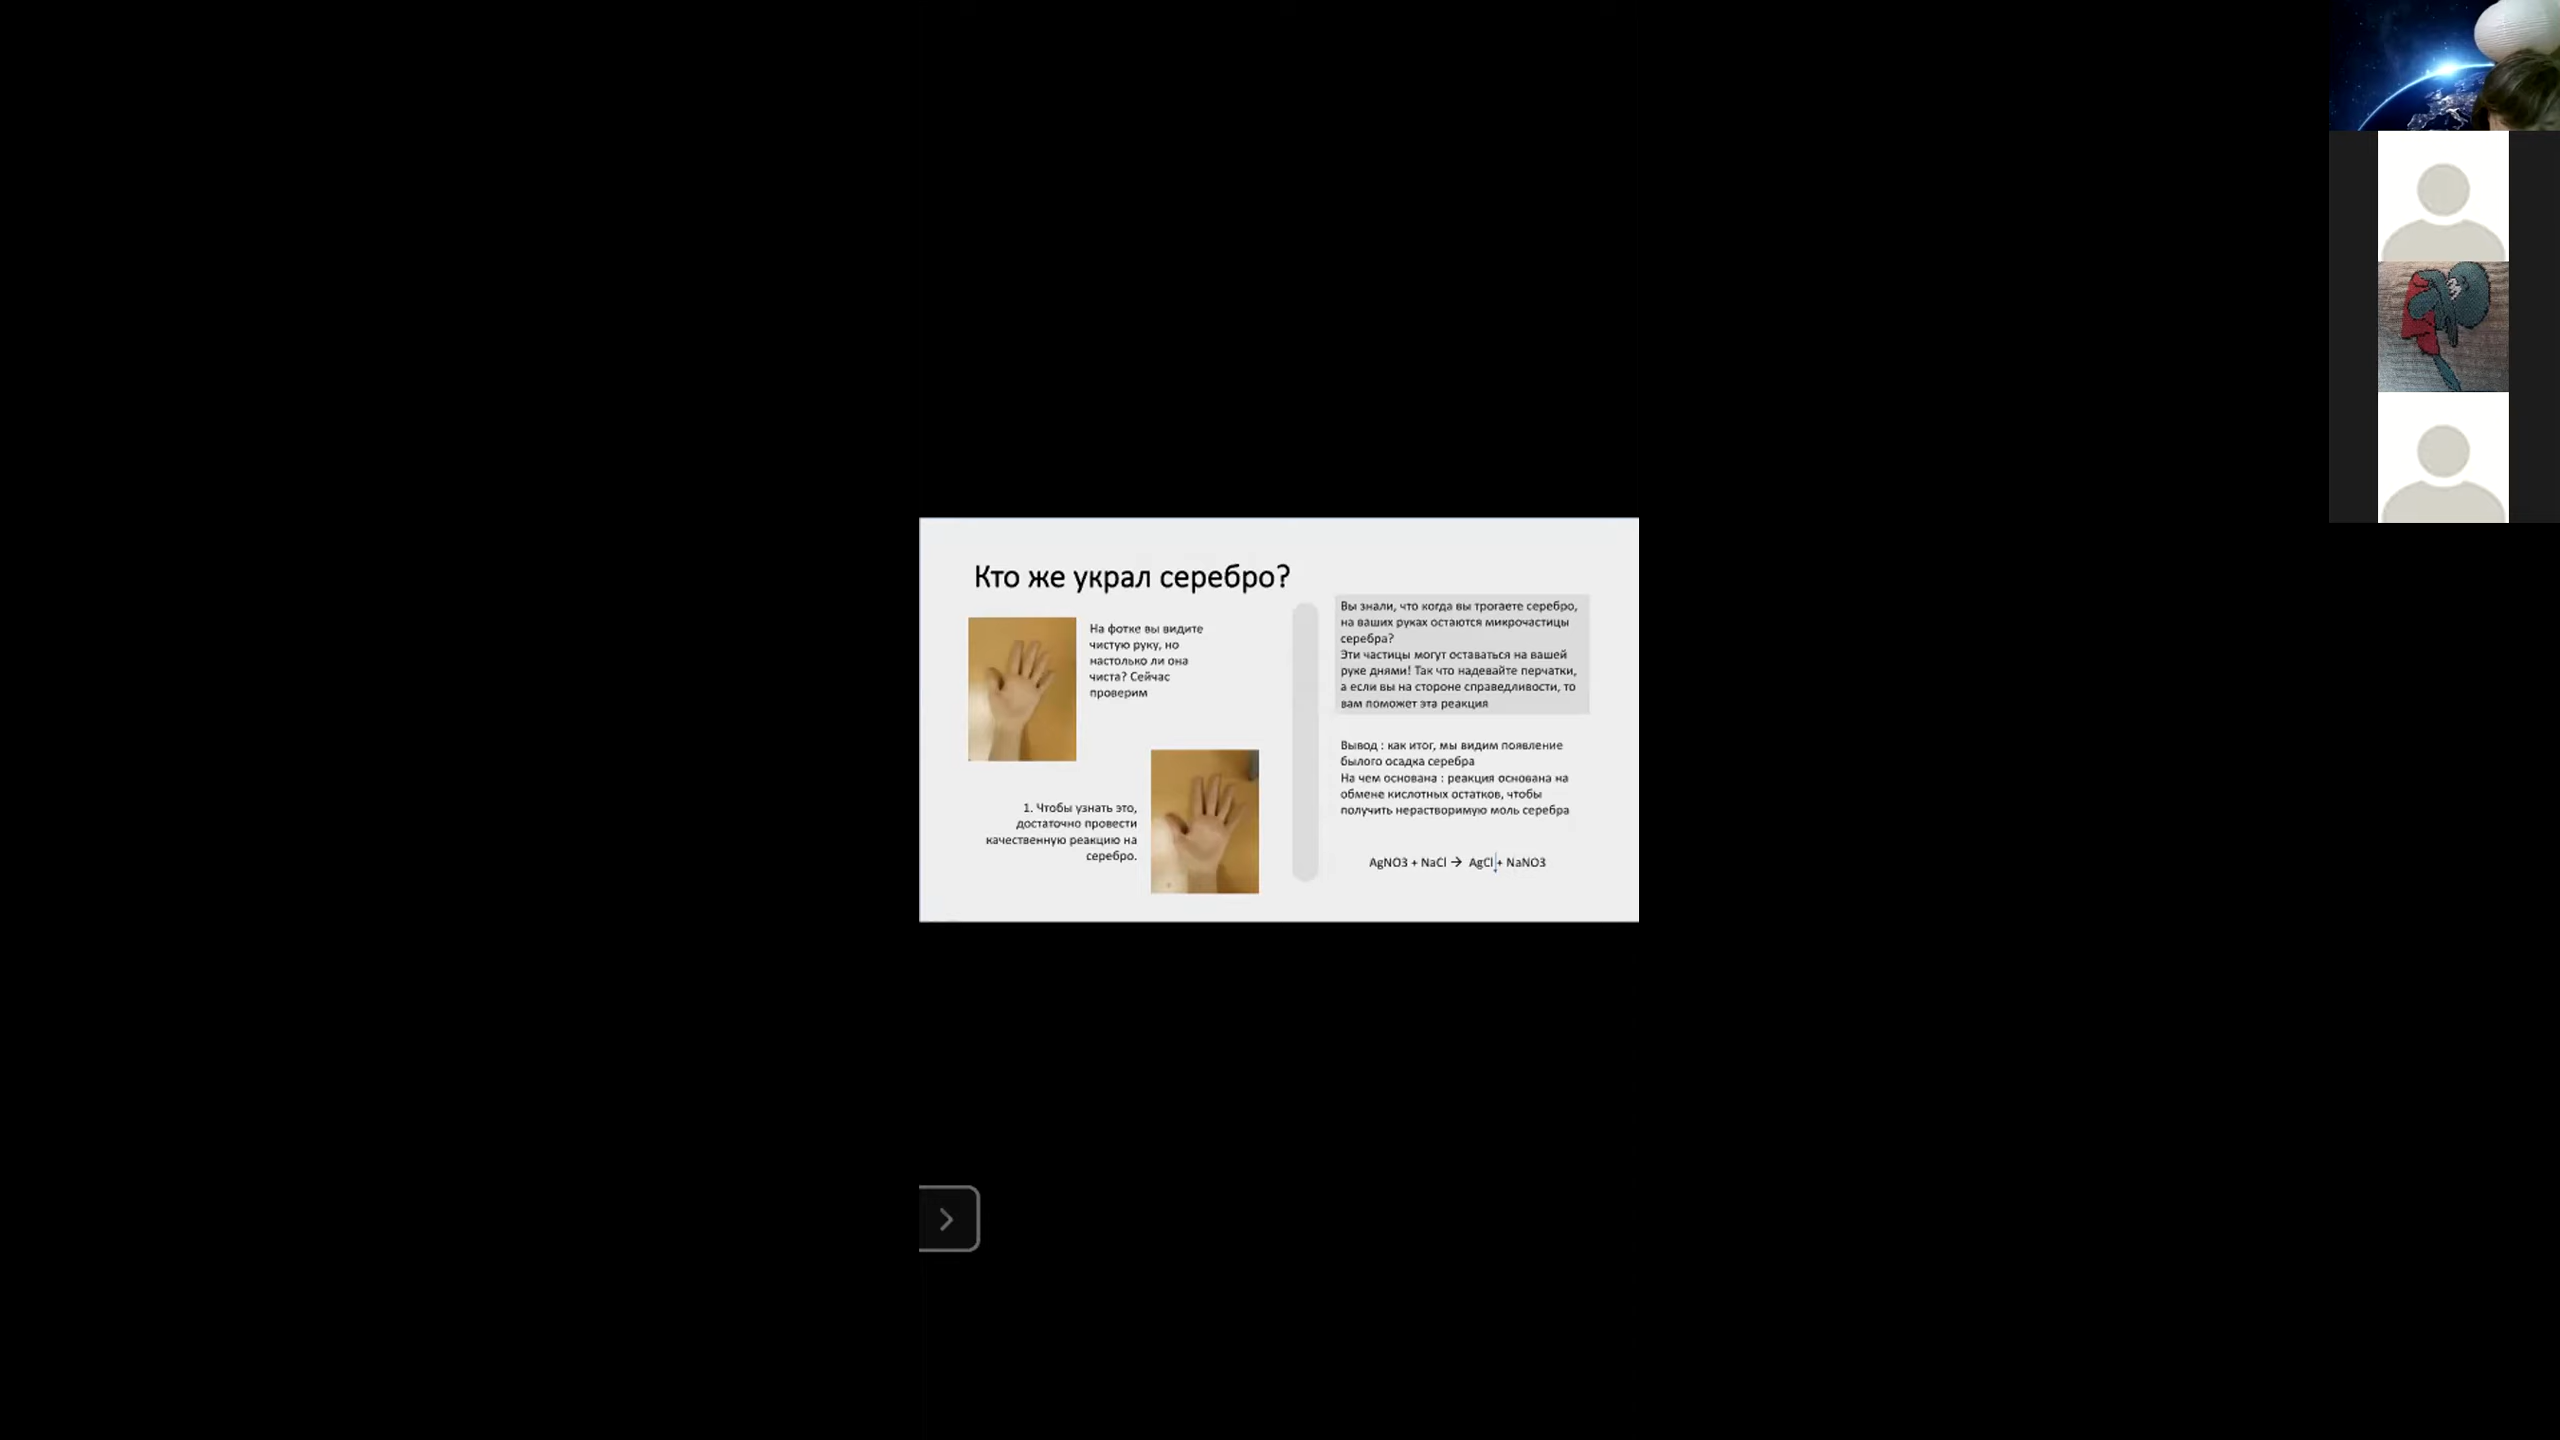 Кто же украл серебро?
На фотке вы видите
чистую руку, но
настолько ли она
чиста? Сейчас
проверим
1. Чтобы узнать это,
достаточно провести
качественную реакцию на
серебро.
Вы знали, что когда вы трогаете серебро,
на ваших руках остаются микрочастицы
серебра?
Эти частицы могут оставаться на вашей
руке днями! Так что надевайте перчатки,
а если вы на стороне справедливости, то
вам поможет эта реакция
Вывод : как итог, мы видим появление
былого осадка серебра
На чем основана : реакция основана на
обмене кислотных остатков, чтобы
получить нерастворимую моль серебра
AgNO3 + NaCl → AgCl↓+ NaNO3